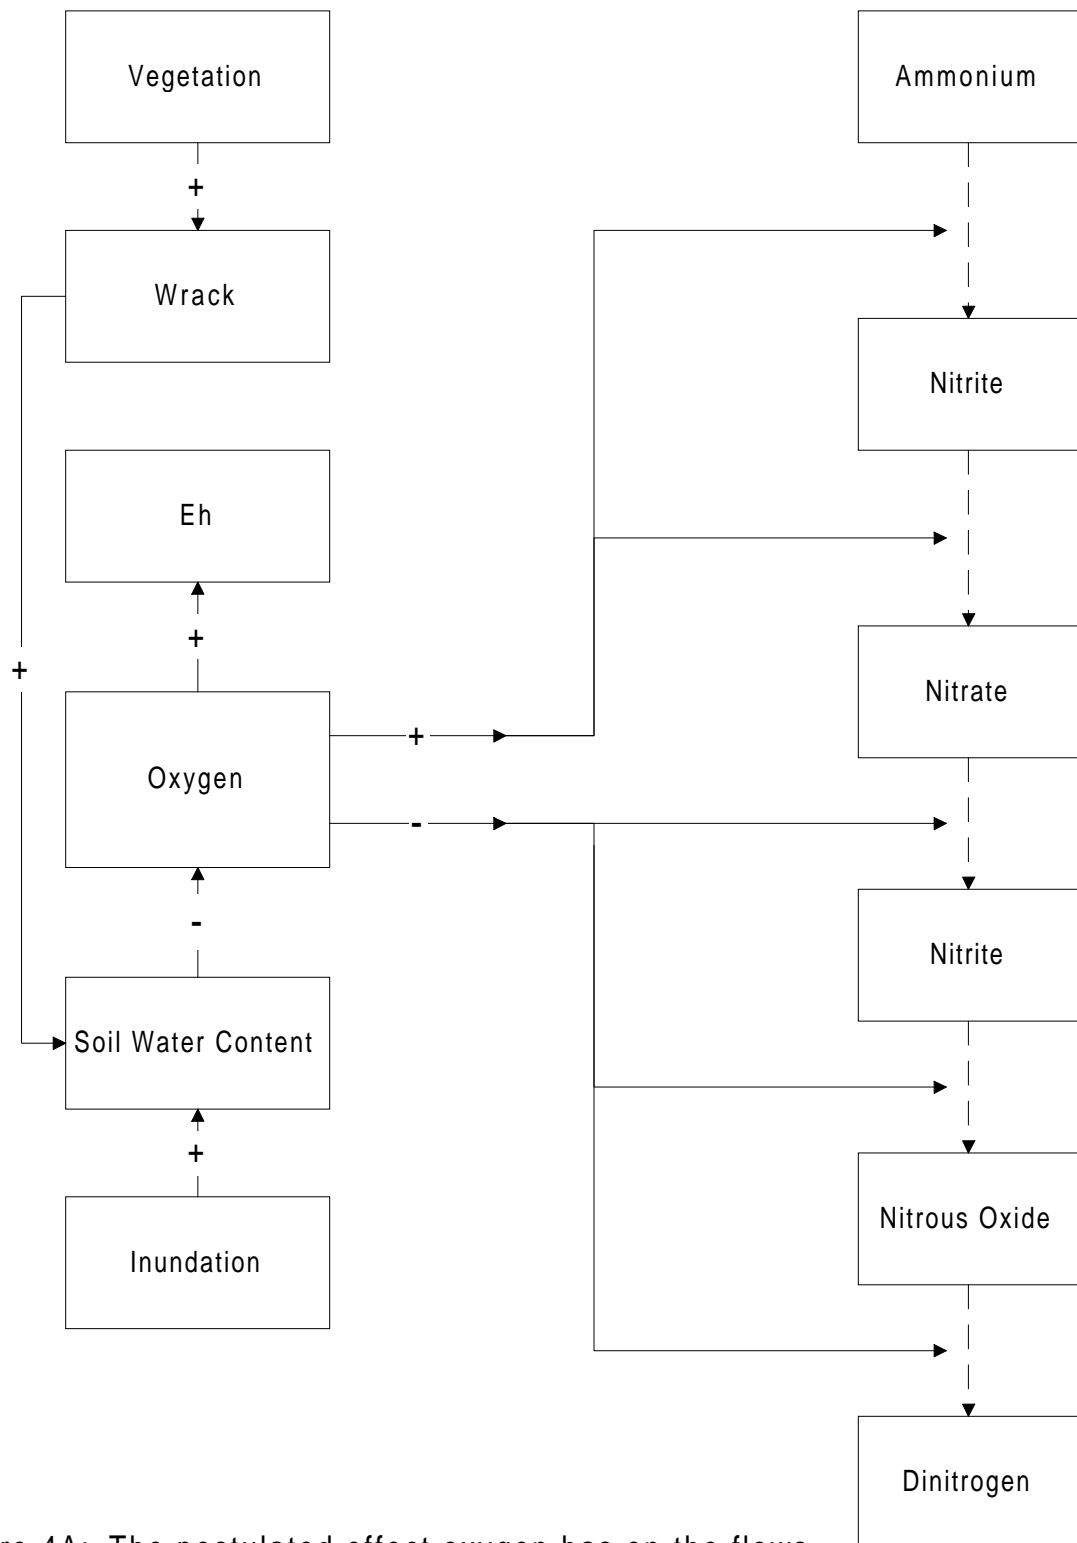 Vegetation
+
Wrack
+
Eh
+
Oxygen
+
-
-
Soil Water Content
+
Inundation
Ammonium
Nitrite
Nitrate
Nitrite
Nitrous Oxide
Dinitrogen
4A: The postulated effect oxygen has on the flows